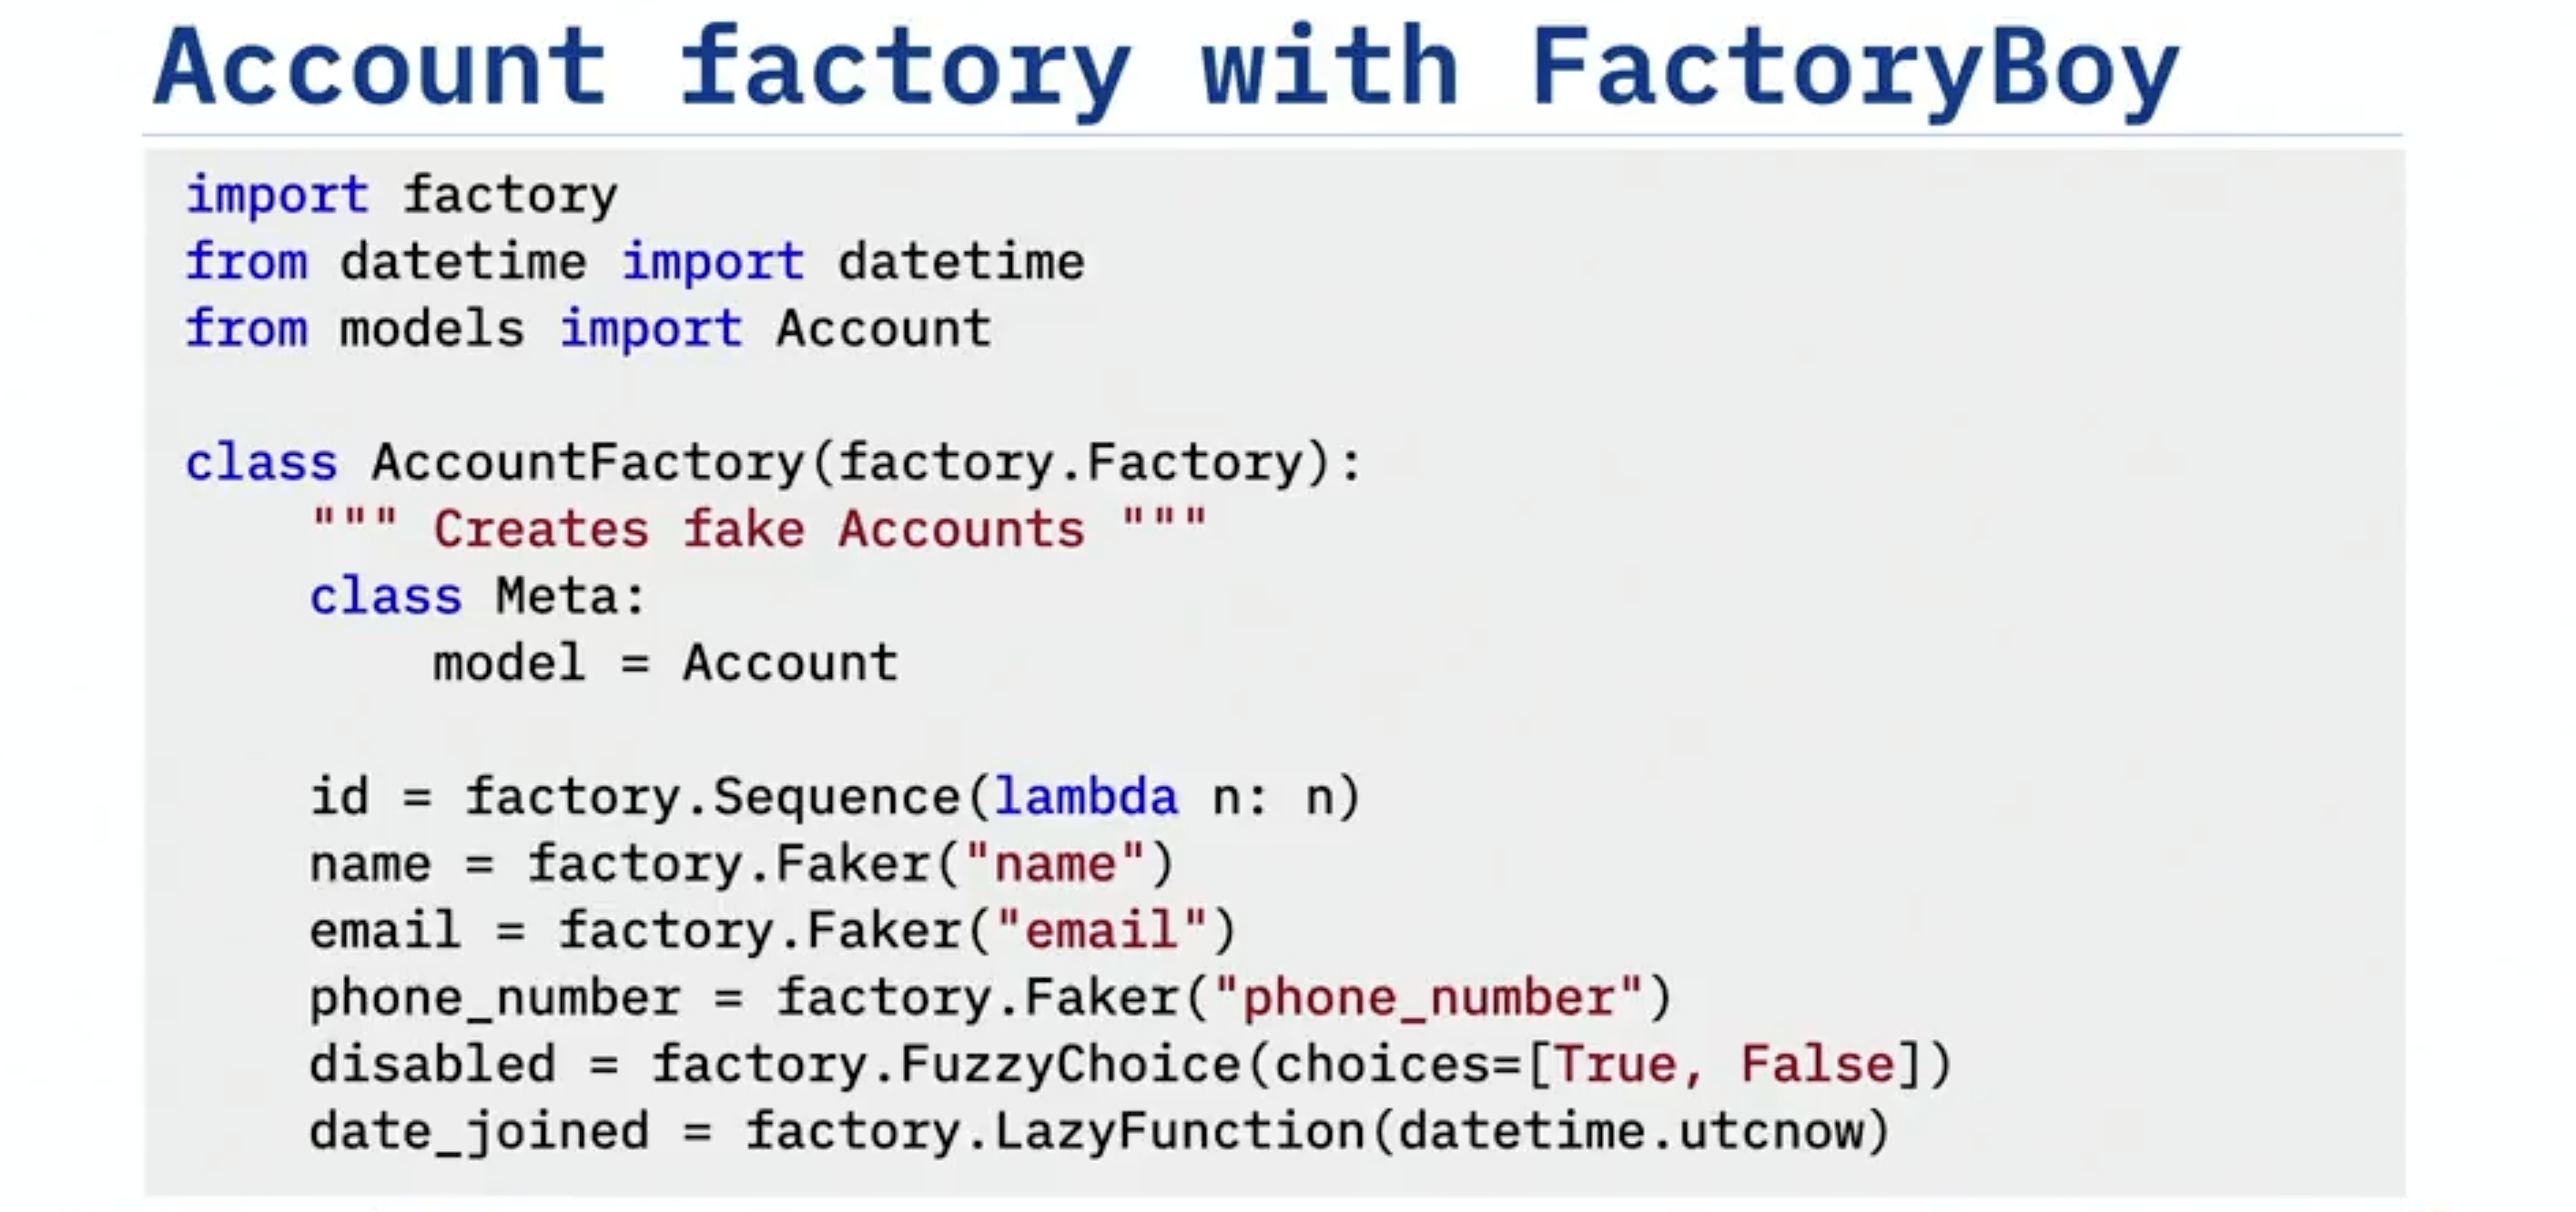 Account factory with FactoryBoy
import factory
from datetime import datetime
from models import Account
class AccountFactory(factory.Factory):
    """ Creates fake Accounts """
    class Meta:
        model = Account
    id = factory.Sequence(lambda n: n)
    name = factory.Faker("name")
    email = factory.Faker("email")
    phone_number = factory.Faker("phone_number")
    disabled = factory.FuzzyChoice(choices=[True, False])
    date_joined = factory.LazyFunction(datetime.utcnow)